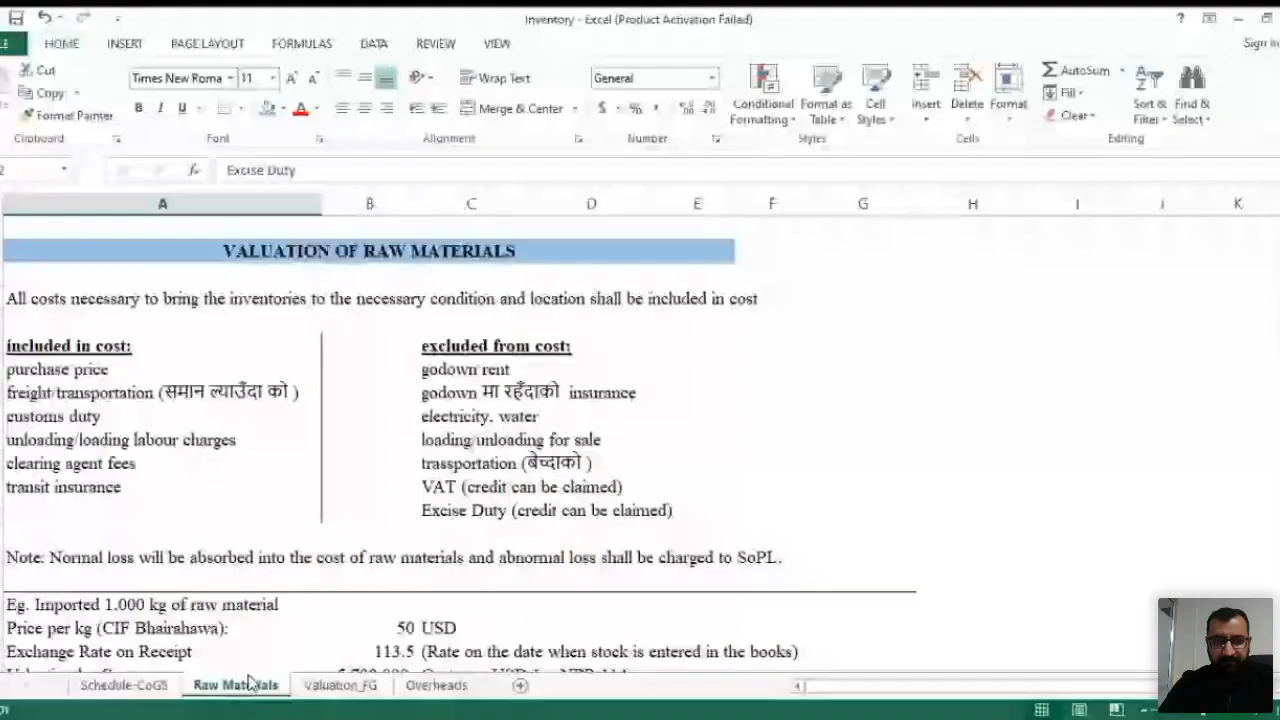 Inventory - Excel (Product Activation Failed)
?
HOME INSERT PAGE LAYOUT FORMULAS DATA REVIEW VIEW
Sign in
Cut
Copy
Format Painter
Clipboard
Times New Roma 11
B I U
Font
Wrap Text
Merge & Center
Alignment
General
$ % ,
Number
Conditional Formatting
Format as Table
Cell Styles
Styles
Insert Delete Format
Cells
AutoSum
Fill
Clear
Sort & Filter
Find & Select
Editing
fx Excise Duty
A B C D E F G H I J K
VALUATION OF RAW MATERIALS
All costs necessary to bring the inventories to the necessary condition and location shall be included in cost
included in cost: excluded from cost:
purchase price godown rent
freight/transportation (समान ल्याउँदा को ) godown मा रहँदाको insurance
customs duty electricity, water
unloading/loading labour charges loading/unloading for sale
clearing agent fees trassportation (बेच्दाको )
transit insurance VAT (credit can be claimed)
Excise Duty (credit can be claimed)
Note: Normal loss will be absorbed into the cost of raw materials and abnormal loss shall be charged to SoPL.
Eg. Imported 1,000 kg of raw material
Price per kg (CIF Bhairahawa): 50 USD
Exchange Rate on Receipt 113.5 (Rate on the date when stock is entered in the books)
Schedule-CoGS Raw Materials Valuation_FG Overheads